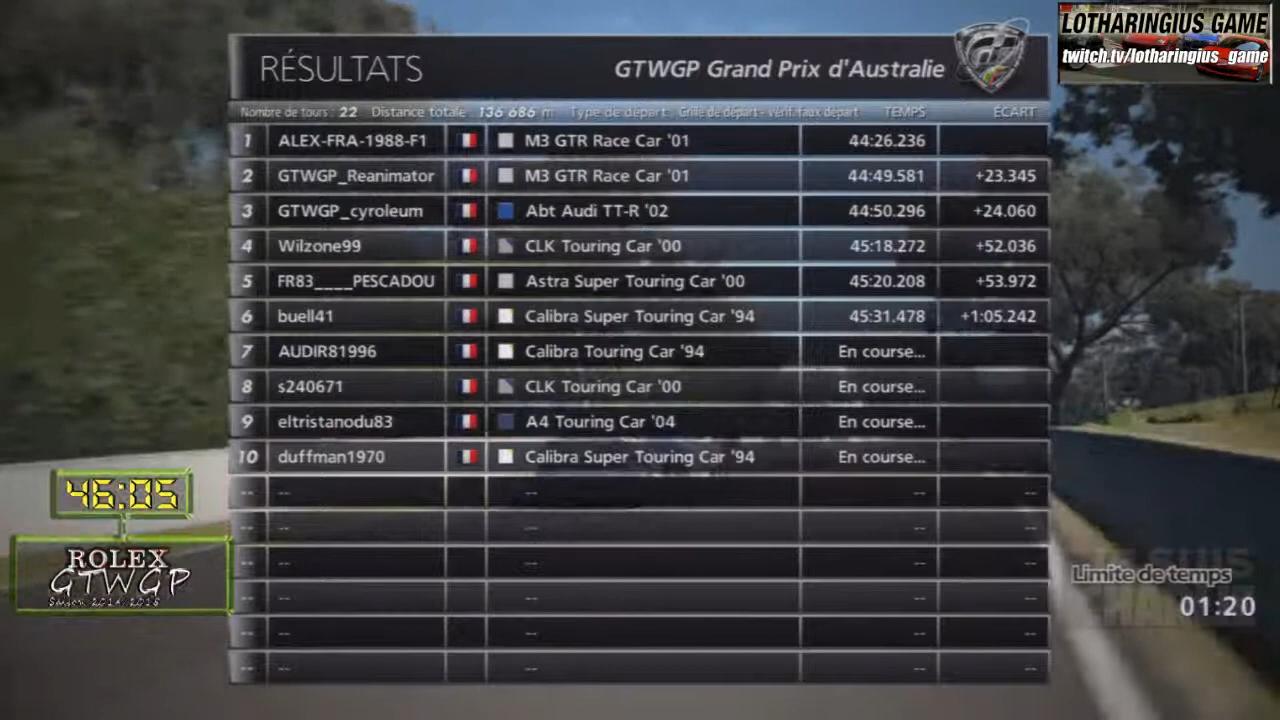 LOTHARINGIUS GAME
twitch.tv/lotharingius_game
RÉSULTATS GTWGP Grand Prix d'Australie
Nombre de tours : 22 Distance totale : 136 686 m Type de départ : Grille de départ - vérif. faux départ TEMPS ÉCART
1 ALEX-FRA-1988-F1 M3 GTR Race Car '01 44:26.236
2 GTWGP_Reanimator M3 GTR Race Car '01 44:49.581 +23.345
3 GTWGP_cyroleum Abt Audi TT-R '02 44:50.296 +24.060
4 Wilzone99 CLK Touring Car '00 45:18.272 +52.036
5 FR83____PESCADOU Astra Super Touring Car '00 45:20.208 +53.972
6 buell41 Calibra Super Touring Car '94 45:31.478 +1:05.242
7 AUDIR81996 Calibra Touring Car '94 En course...
8 s240671 CLK Touring Car '00 En course...
9 eltristanodu83 A4 Touring Car '04 En course...
10 duffman1970 Calibra Super Touring Car '94 En course...
-- -- -- -- --
-- -- -- -- --
-- -- -- -- --
-- -- -- -- --
-- -- -- -- --
-- -- -- -- --
46:05
ROLEX
GTWGP
Saison 2014/2015
JE SUIS
Limite de temps
01:20